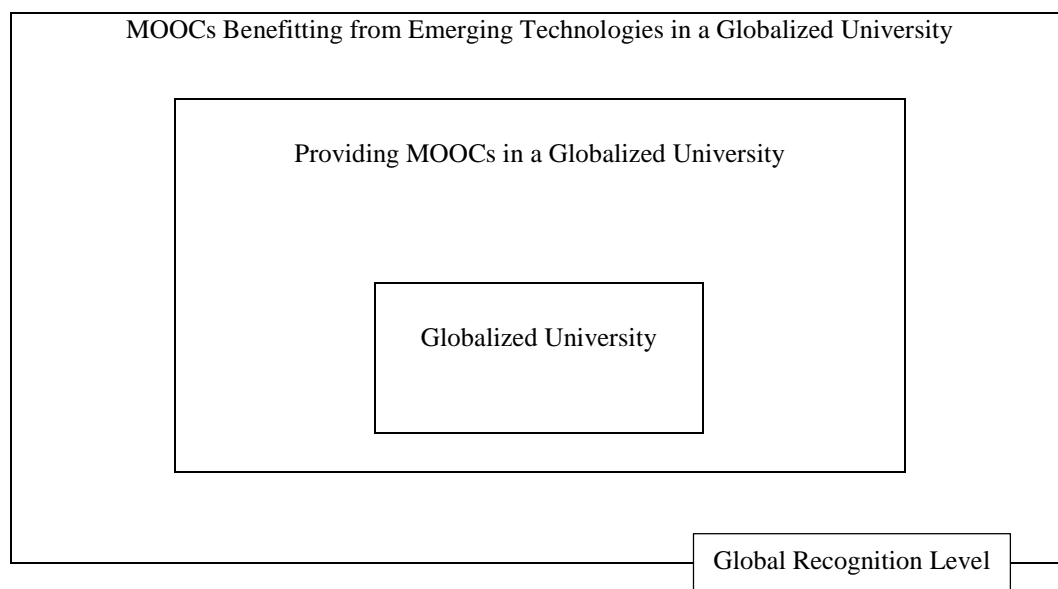 MOOCs Benefitting from Emerging Technologies in a Globalized University
Providing MOOCs in a Globalized University
Globalized University
Global Recognition Level